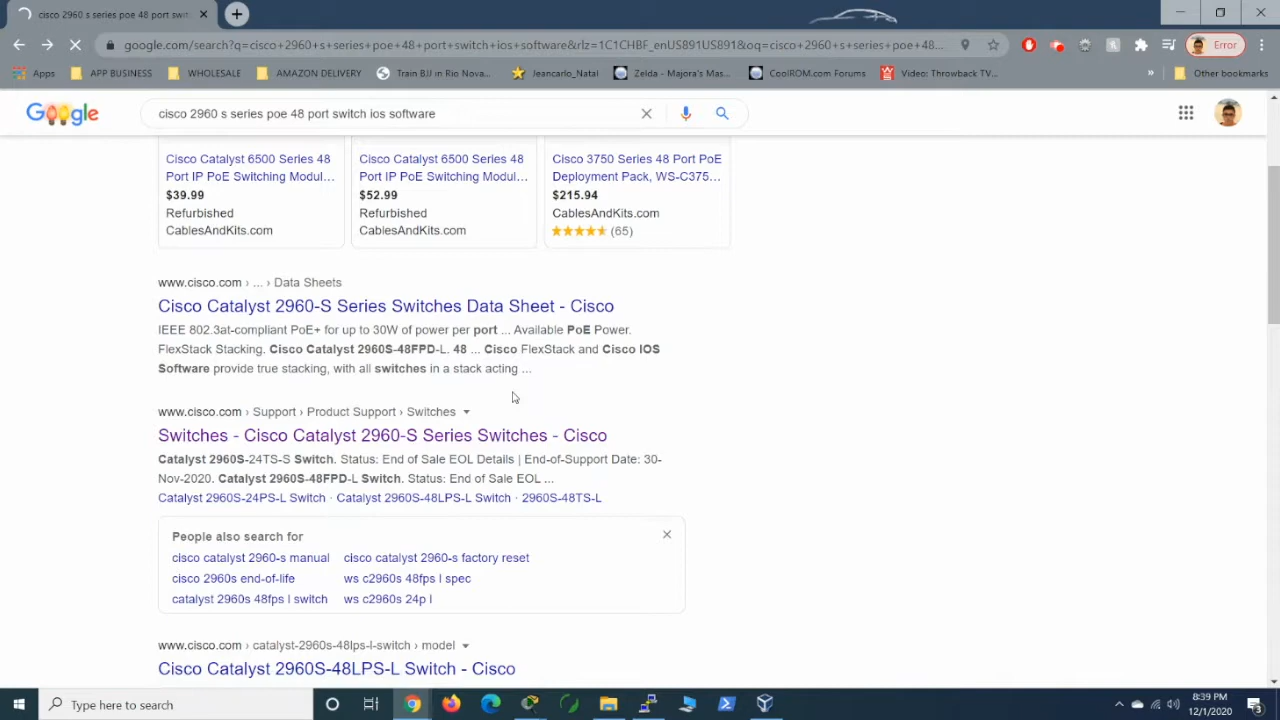 cisco 2960 s series poe 48 port swit
google.com/search?q=cisco+2960+s+series+poe+48+port+switch+ios+software&rlz=1C1CHBF_enUS891US891&oq=cisco+2960+s+series+poe+48...
Error
Apps
APP BUSINESS
WHOLESALE
AMAZON DELIVERY
Train BJJ in Rio Nova...
Jeancarlo_Natal
Zelda - Majora's Mas...
CoolROM.com Forums
Video: Throwback TV...
»
Other bookmarks
Google
cisco 2960 s series poe 48 port switch ios software
Cisco Catalyst 6500 Series 48
Port IP PoE Switching Modul...
$39.99
Refurbished
CablesAndKits.com
Cisco Catalyst 6500 Series 48
Port IP PoE Switching Modul...
$52.99
Refurbished
CablesAndKits.com
Cisco 3750 Series 48 Port PoE
Deployment Pack, WS-C375...
$215.94
CablesAndKits.com
(65)
www.cisco.com › ... › Data Sheets
Cisco Catalyst 2960-S Series Switches Data Sheet - Cisco
IEEE 802.3at-compliant PoE+ for up to 30W of power per port ... Available PoE Power.
FlexStack Stacking. Cisco Catalyst 2960S-48FPD-L. 48 ... Cisco FlexStack and Cisco IOS
Software provide true stacking, with all switches in a stack acting ...
www.cisco.com › Support › Product Support › Switches
Switches - Cisco Catalyst 2960-S Series Switches - Cisco
Catalyst 2960S-24TS-S Switch. Status: End of Sale EOL Details | End-of-Support Date: 30-
Nov-2020. Catalyst 2960S-48FPD-L Switch. Status: End of Sale EOL ...
Catalyst 2960S-24PS-L Switch · Catalyst 2960S-48LPS-L Switch · 2960S-48TS-L
People also search for
cisco catalyst 2960-s manual
cisco catalyst 2960-s factory reset
cisco 2960s end-of-life
ws c2960s 48fps l spec
catalyst 2960s 48fps l switch
ws c2960s 24p l
www.cisco.com › catalyst-2960s-48lps-l-switch › model
Cisco Catalyst 2960S-48LPS-L Switch - Cisco
Type here to search
8:39 PM
12/1/2020
3